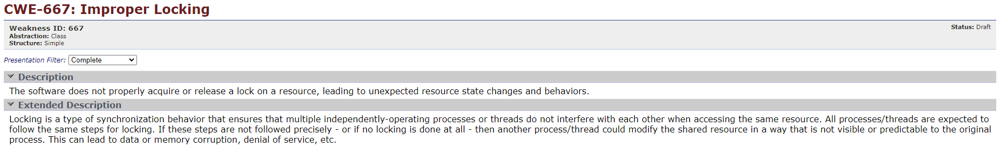 CWE-667: Improper Locking
Weakness ID: 667
Status: Draft
Abstraction: Class
Structure: Simple
Presentation Filter: Complete
Description
The software does not properly acquire or release a lock on a resource, leading to unexpected resource state changes and behaviors.
Extended Description
Locking is a type of synchronization behavior that ensures that multiple independently-operating processes or threads do not interfere with each other when accessing the same resource. All processes/threads are expected to
follow the same steps for locking. If these steps are not followed precisely - or if no locking is done at all - then another process/thread could modify the shared resource in a way that is not visible or predictable to the original
process. This can lead to data or memory corruption, denial of service, etc.